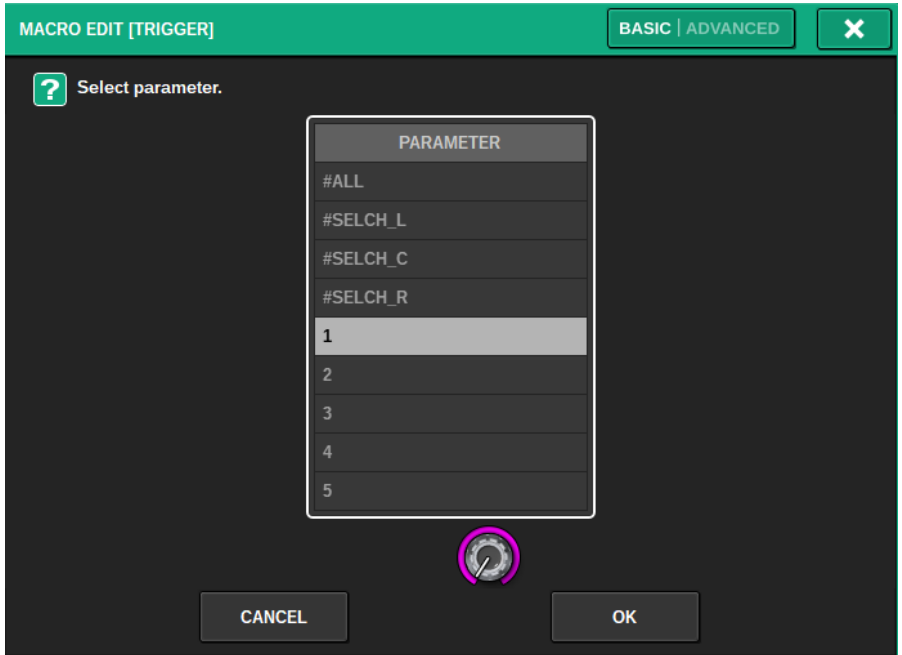 MACRO EDIT [TRIGGER]
BASIC | ADVANCED
?
Select parameter.
PARAMETER
#ALL
#SELCH_L
#SELCH_C
#SELCH_R
1
2
3
4
5
CANCEL
OK